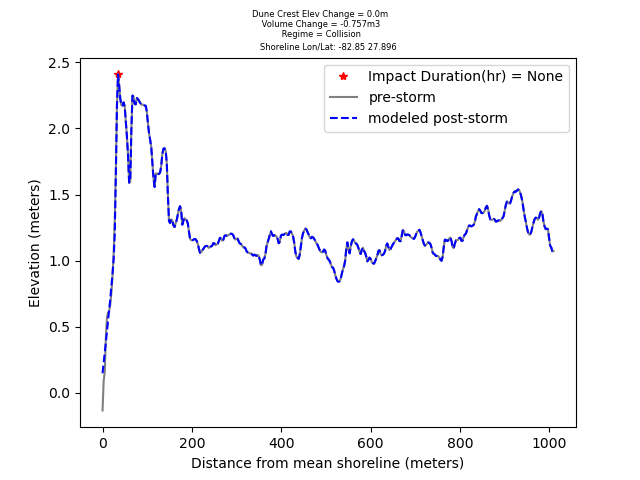 Dune Crest Elev Change = 0.0m
Volume Change = -0.757m3
Regime = Collision
Shoreline Lon/Lat: -82.85 27.896
Impact Duration(hr) = None
pre-storm
modeled post-storm
2.5
2.0
1.5
1.0
0.5
0.0
Elevation (meters)
0 200 400 600 800 1000
Distance from mean shoreline (meters)